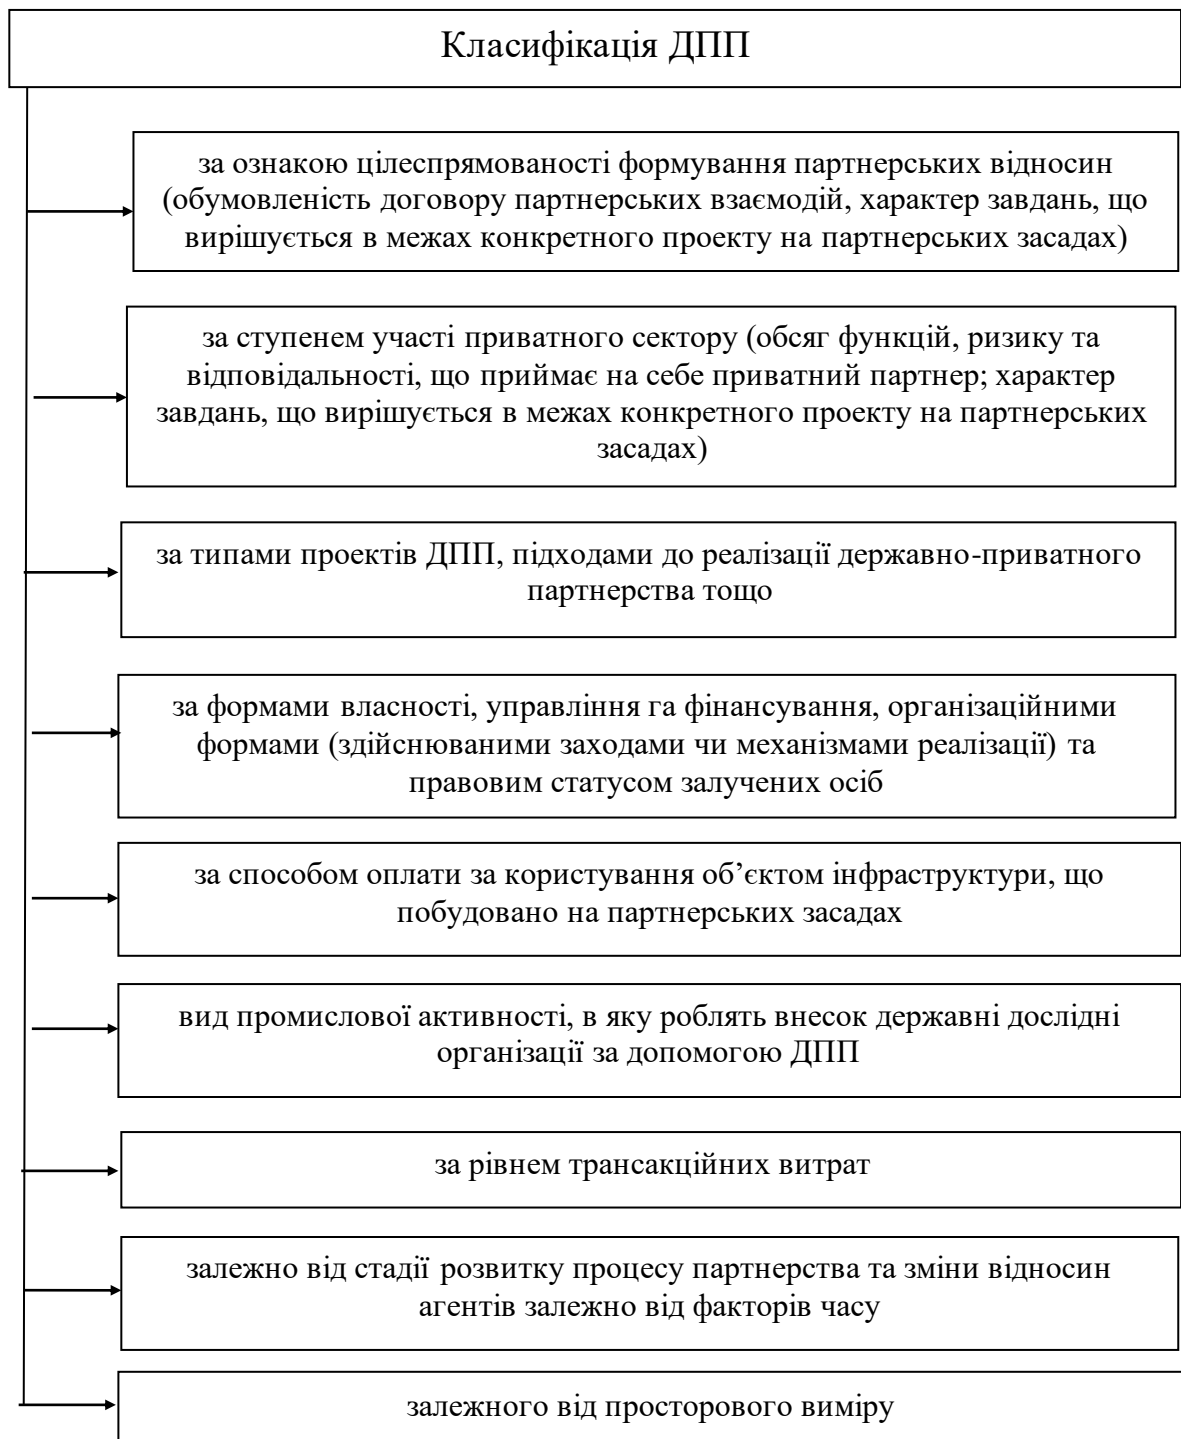 Класифікація ДПП
за ознакою цілеспрямованості формування партнерських відносин
(обумовленість договору партнерських взаємодій, характер завдань, що
вирішується в межах конкретного проекту на партнерських засадах)
за ступенем участі приватного сектору (обсяг функцій, ризику та
відповідальності, що приймає на себе приватний партнер; характер
завдань, що вирішується в межах конкретного проекту на партнерських
засадах)
за типами проектів ДПП, підходами до реалізації державно-приватного
партнерства тощо
за формами власності, управління га фінансування, організаційними
формами (здійснюваними заходами чи механізмами реалізації) та
правовим статусом залучених осіб
за способом оплати за користування об’єктом інфраструктури, що
побудовано на партнерських засадах
вид промислової активності, в яку роблять внесок державні дослідні
організації за допомогою ДПП
за рівнем трансакційних витрат
залежно від стадії розвитку процесу партнерства та зміни відносин
агентів залежно від факторів часу
залежного від просторового виміру